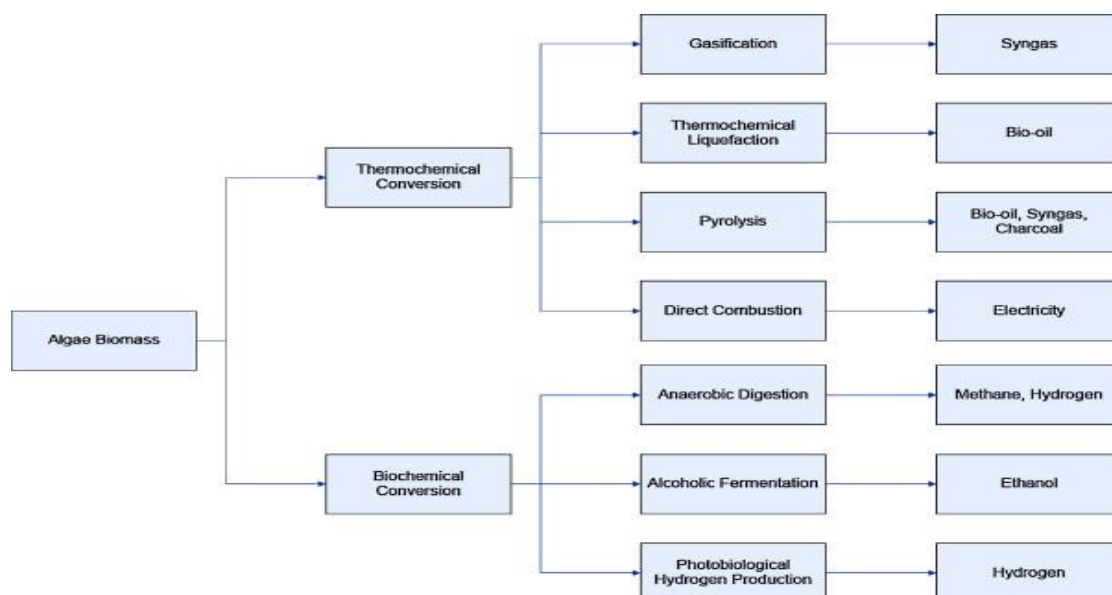 Gasification
Syngas
Thermochemical
Liquefaction
Bio-oil
Thermochemical
Conversion
Pyrolysis
Bio-oil, Syngas,
Charcoal
Direct Combustion
Electricity
Algae Biomass
Anaerobic Digestion
Methane, Hydrogen
Biochemical
Conversion
Alcoholic Fermentation
Ethanol
Photobiological
Hydrogen Production
Hydrogen